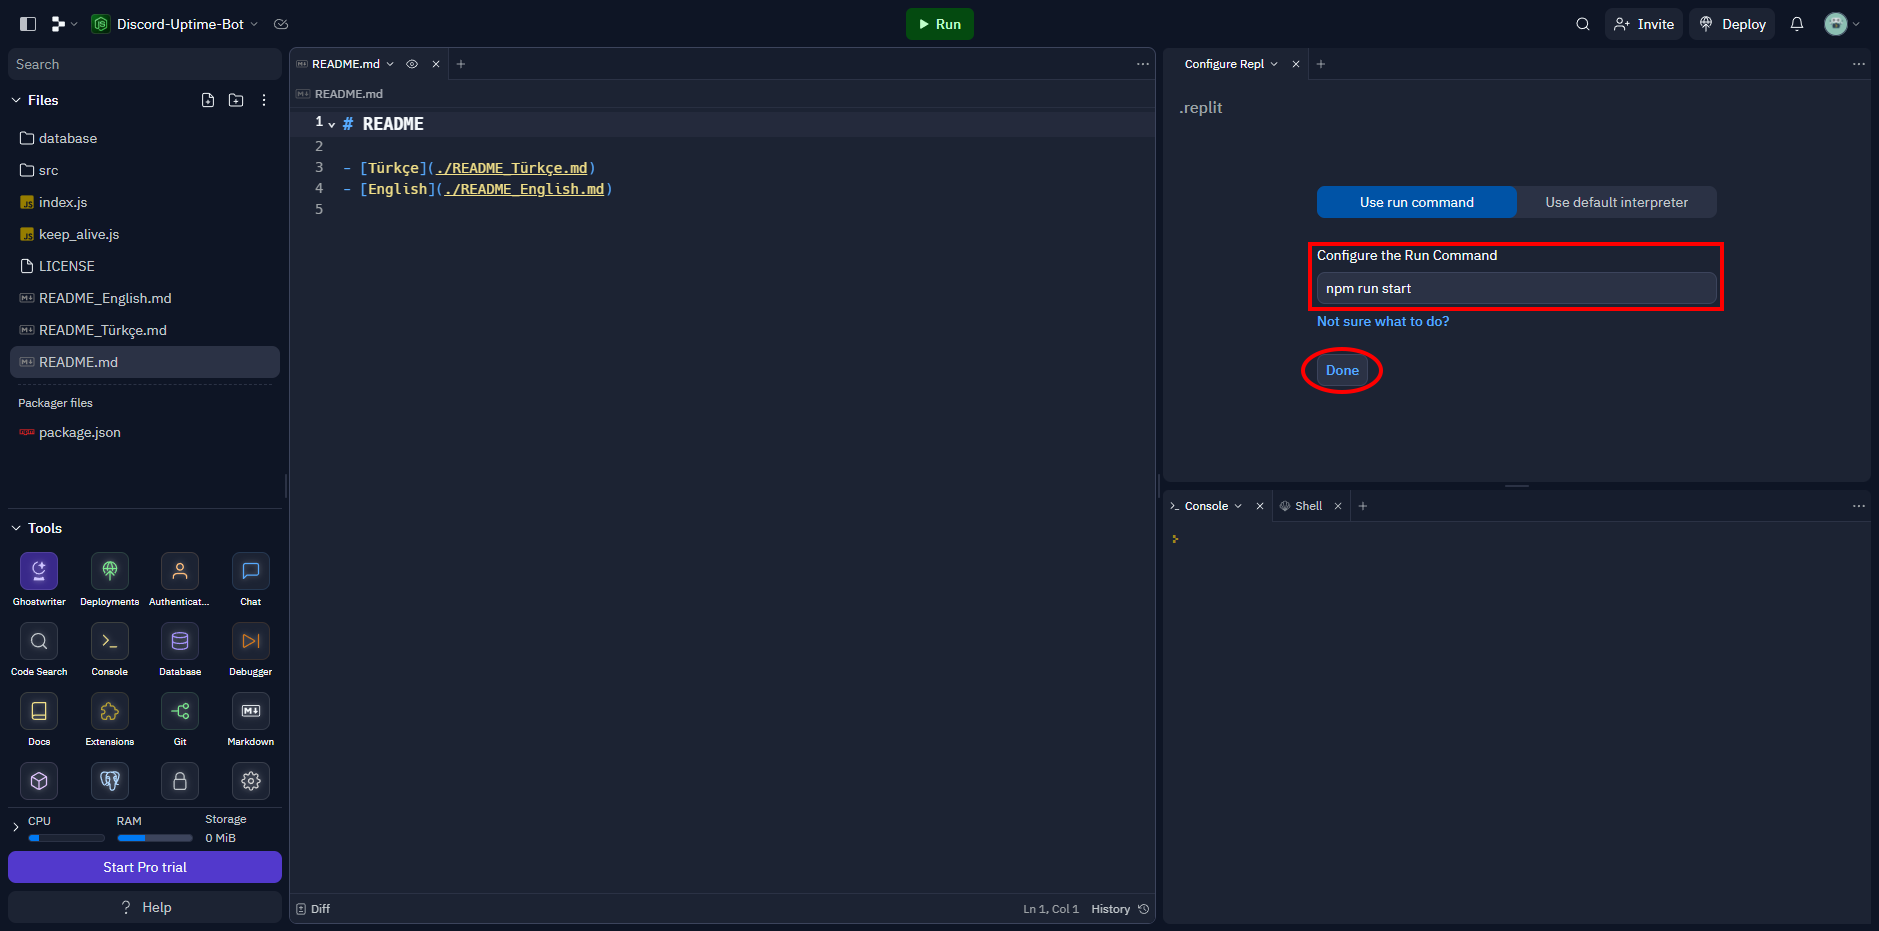 Discord-Uptime-Bot
Run
Invite
Deploy
Search
Files
database
src
index.js
keep_alive.js
LICENSE
README_English.md
README_Türkçe.md
README.md
Packager files
package.json
Tools
Ghostwriter
Deployments
Authenticat...
Chat
Code Search
Console
Database
Debugger
Docs
Extensions
Git
Markdown
CPU
RAM
Storage
0 MiB
Start Pro trial
? Help
README.md
README.md
1 # README
2
3 - [Türkçe](./README_Türkçe.md)
4 - [English](./README_English.md)
5
Diff
Ln 1, Col 1
History
Configure Repl
.replit
Use run command
Use default interpreter
Configure the Run Command
npm run start
Not sure what to do?
Done
Console
Shell